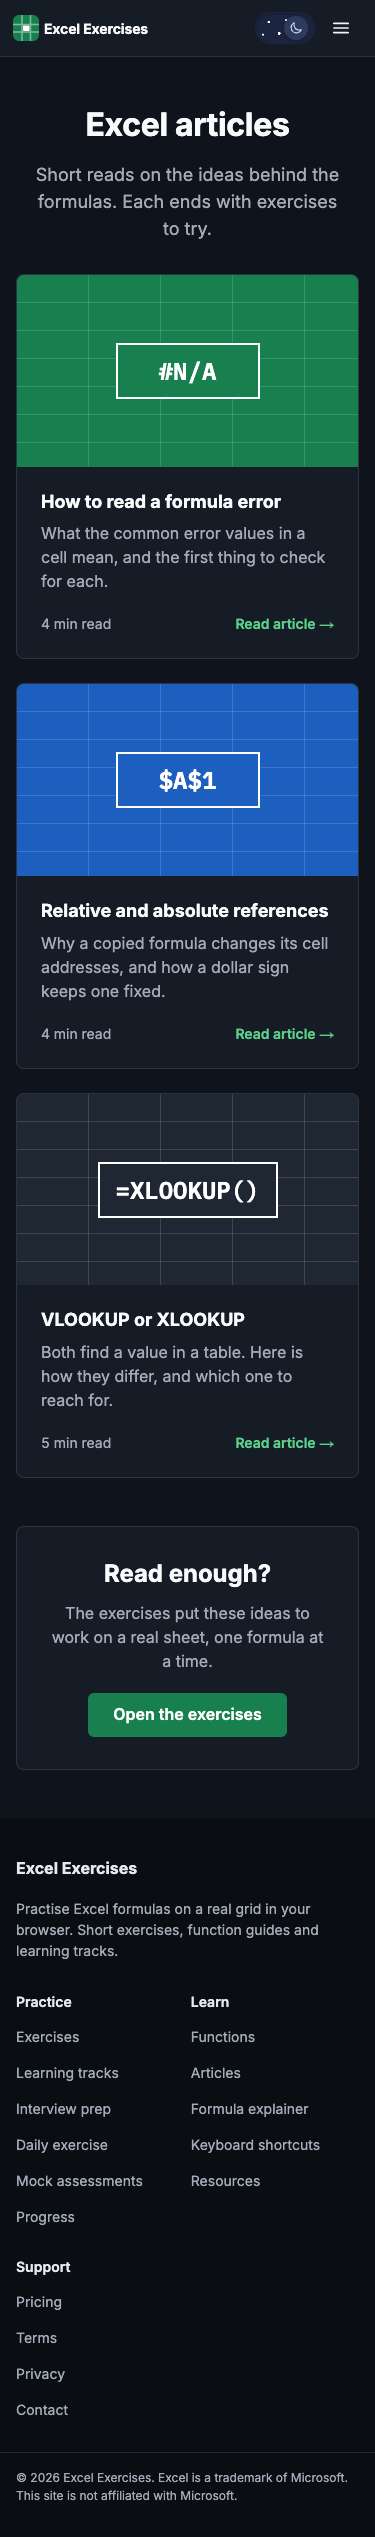 Excel Exercises
Excel articles
Short reads on the ideas behind the
formulas. Each ends with exercises
to try.
#N/A
How to read a formula error
What the common error values in a
cell mean, and the first thing to check
for each.
4 min read
Read article →
$A$1
Relative and absolute references
Why a copied formula changes its cell
addresses, and how a dollar sign
keeps one fixed.
4 min read
Read article →
=XLOOKUP()
VLOOKUP or XLOOKUP
Both find a value in a table. Here is
how they differ, and which one to
reach for.
5 min read
Read article →
Read enough?
The exercises put these ideas to
work on a real sheet, one formula at
a time.
Open the exercises
Excel Exercises
Practise Excel formulas on a real grid in your
browser. Short exercises, function guides and
learning tracks.
Practice
Exercises
Learning tracks
Interview prep
Daily exercise
Mock assessments
Progress
Learn
Functions
Articles
Formula explainer
Keyboard shortcuts
Resources
Support
Pricing
Terms
Privacy
Contact
© 2026 Excel Exercises. Excel is a trademark of Microsoft.
This site is not affiliated with Microsoft.